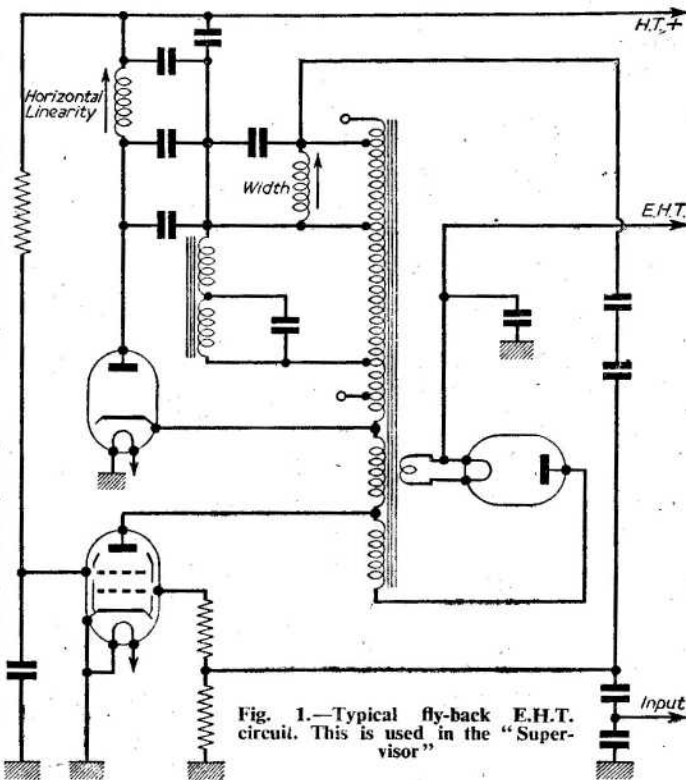 H.T.+
Horizontal
Linearity
Width
E.H.T.
Input
Fig. 1.—Typical fly-back E.H.T.
circuit. This is used in the "Super-
visor"